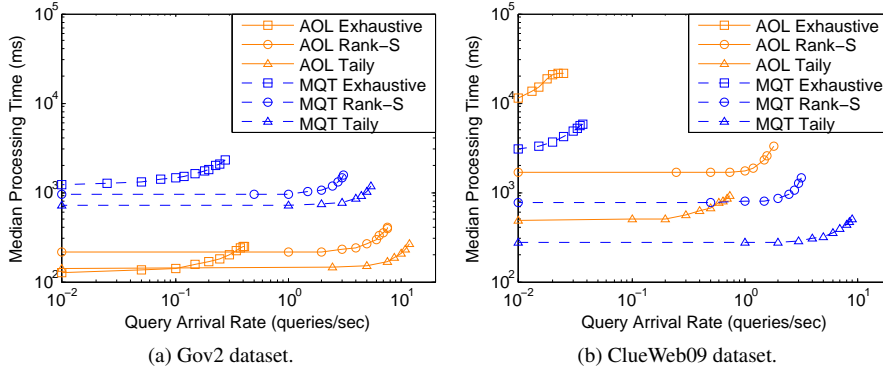 10^5
10^4
10^3
10^2
Median Processing Time (ms)
AOL Exhaustive
AOL Rank−S
AOL Taily
MQT Exhaustive
MQT Rank−S
MQT Taily
10^−2
10^−1
10^0
10^1
Query Arrival Rate (queries/sec)
(a) Gov2 dataset.
10^5
10^4
10^3
10^2
Median Processing Time (ms)
AOL Exhaustive
AOL Rank−S
AOL Taily
MQT Exhaustive
MQT Rank−S
MQT Taily
10^−2
10^−1
10^0
10^1
Query Arrival Rate (queries/sec)
(b) ClueWeb09 dataset.